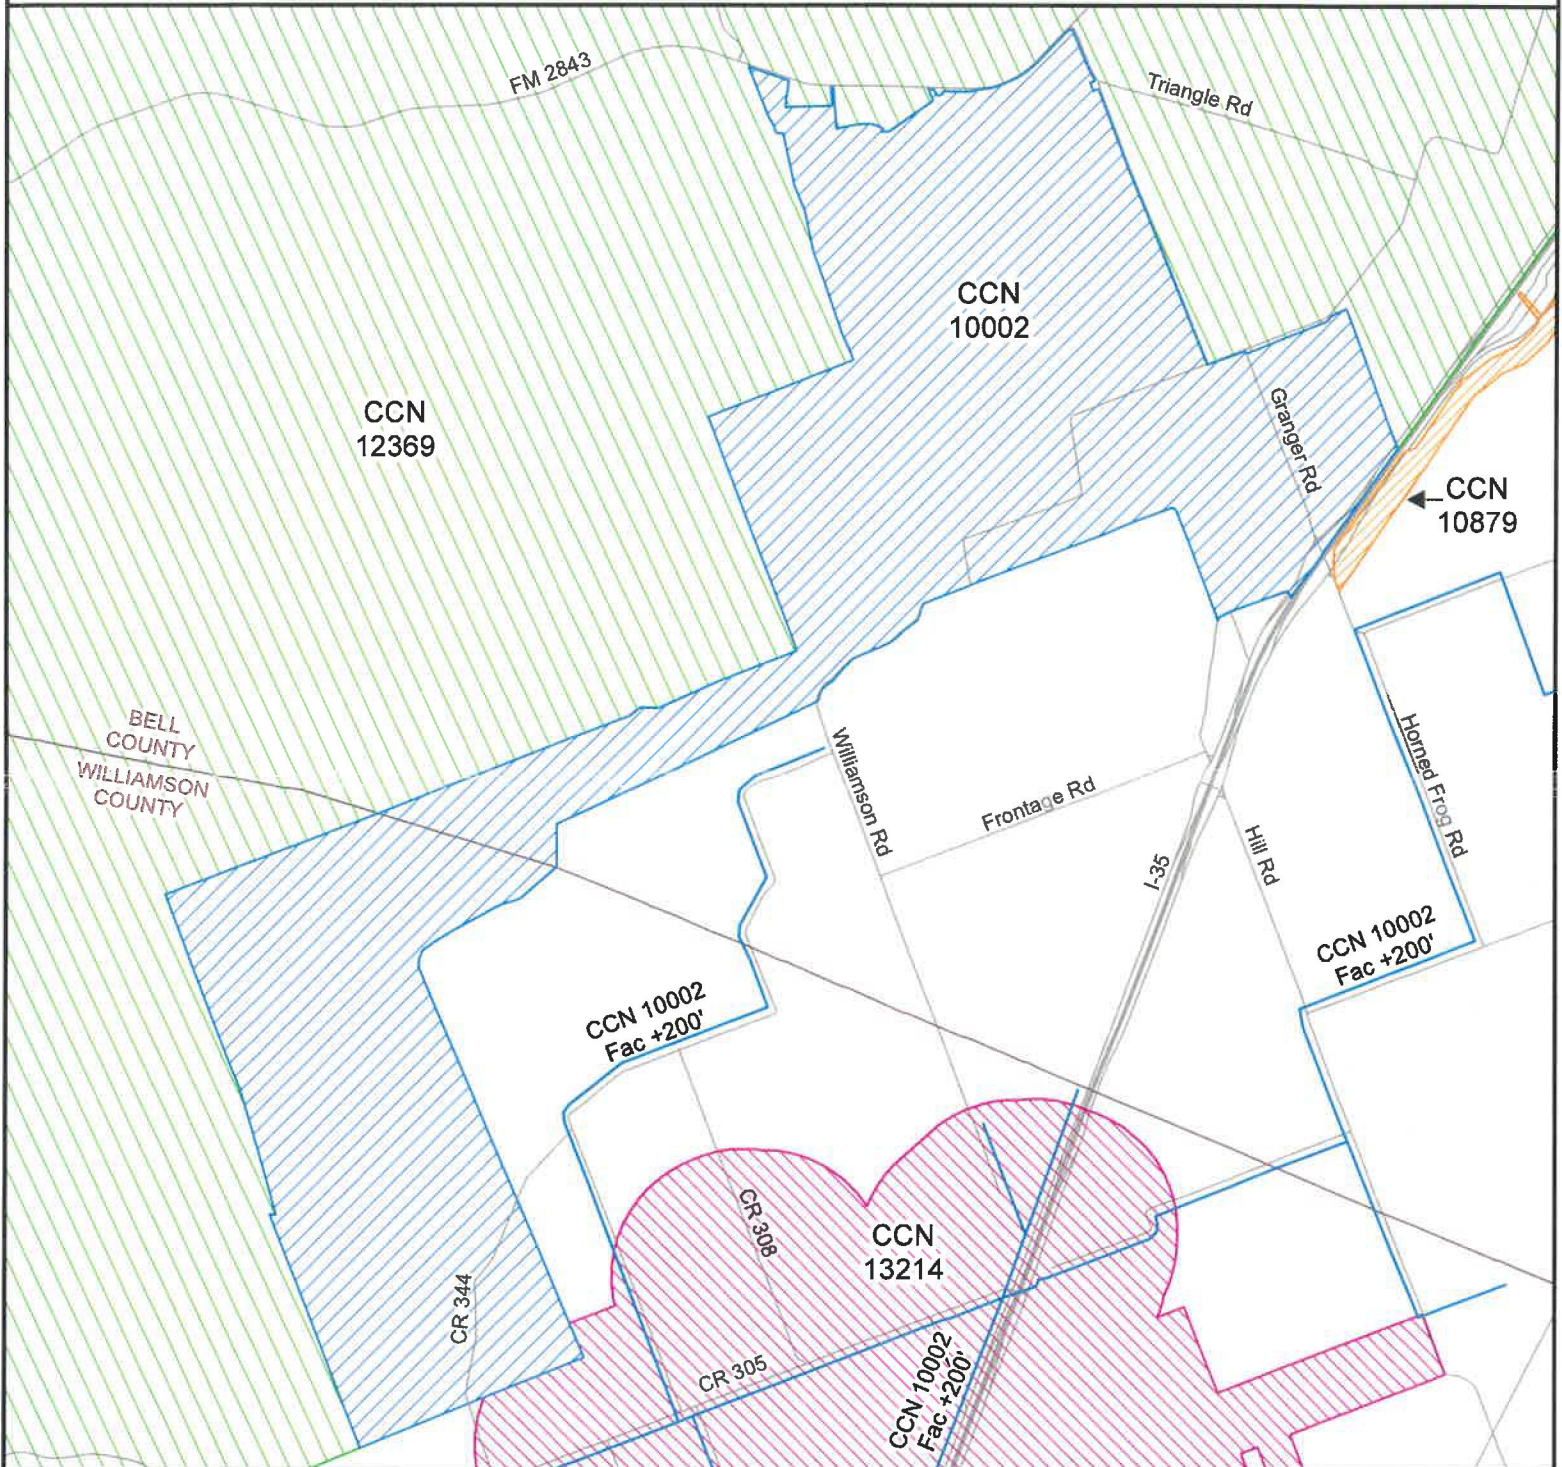 FM 2843
Triangle Rd
CCN
10002
CCN
12369
Granger Rd
CCN
10879
BELL
COUNTY
WILLIAMSON
COUNTY
Williamson Rd
Frontage Rd
Horned Frog Rd
Hill Rd
I-35
CCN 10002
Fac +200'
CCN 10002
Fac +200'
CR 308
CCN
13214
CR 344
CR 305
CCN 10002
Fac +200'